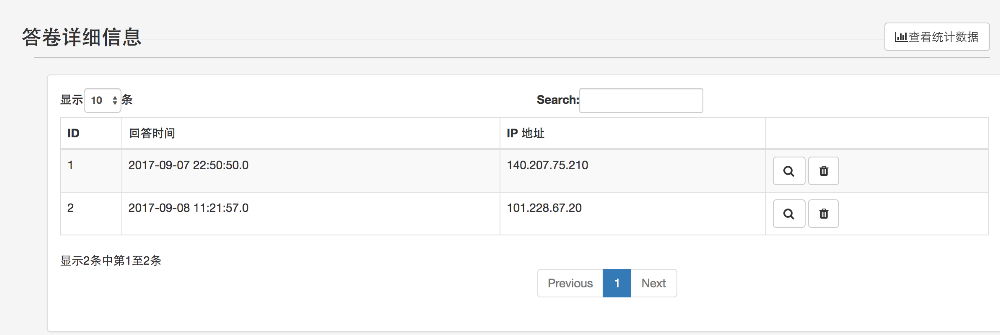 答卷详细信息
查看统计数据
显示 10 条 Search:
ID 回答时间 IP 地址
1 2017-09-07 22:50:50.0 140.207.75.210
2 2017-09-08 11:21:57.0 101.228.67.20
显示2条中第1至2条
Previous 1 Next